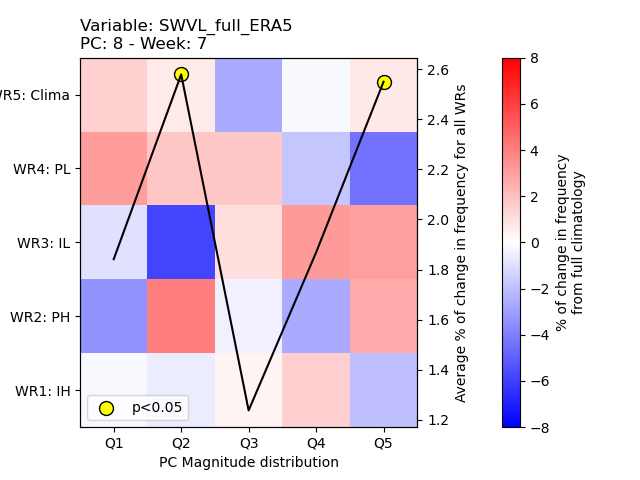 Variable: SWVL_full_ERA5
PC: 8 - Week: 7
WR5: Clima
WR4: PL
WR3: IL
WR2: PH
WR1: IH
p<0.05
Q1 Q2 Q3 Q4 Q5
PC Magnitude distribution
2.6
2.4
2.2
2.0
1.8
1.6
1.4
1.2
Average % of change in frequency for all WRs
8
6
4
2
0
−2
−4
−6
−8
% of change in frequency
from full climatology